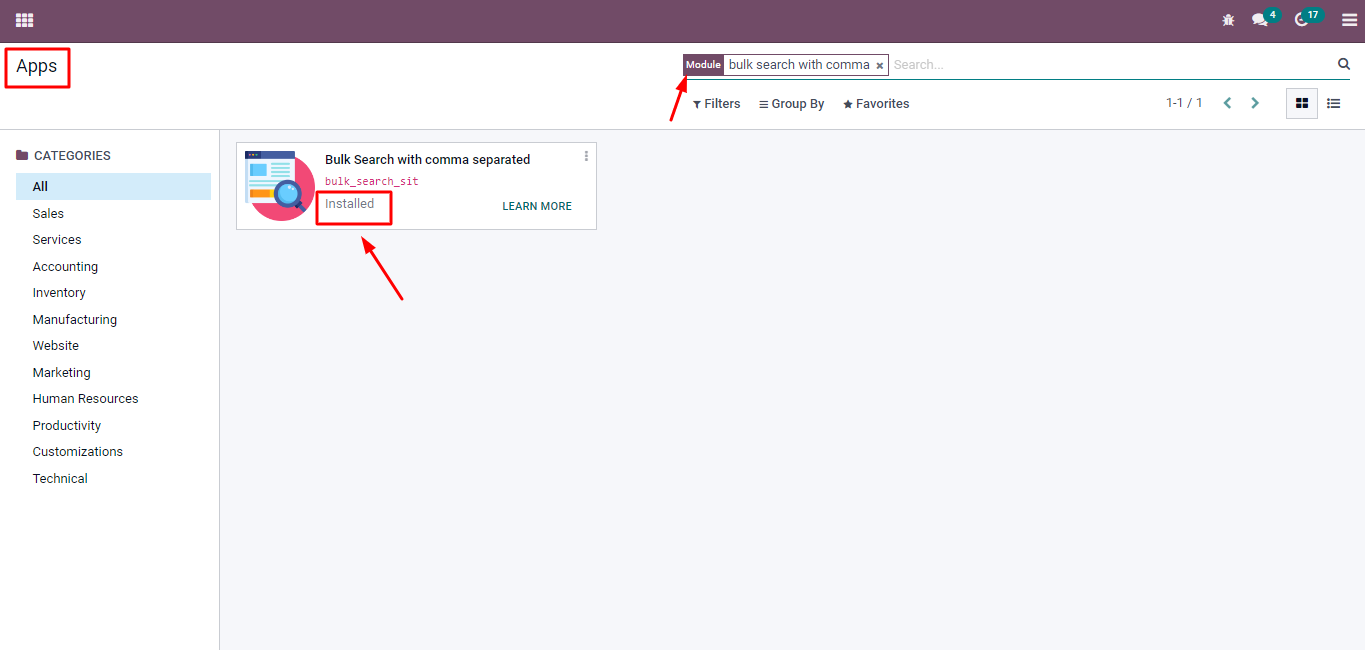 4
17
Apps
Module bulk search with comma × Search...
Filters Group By Favorites
1-1 / 1
CATEGORIES
All
Sales
Services
Accounting
Inventory
Manufacturing
Website
Marketing
Human Resources
Productivity
Customizations
Technical
Bulk Search with comma separated
bulk_search_sit
Installed
LEARN MORE